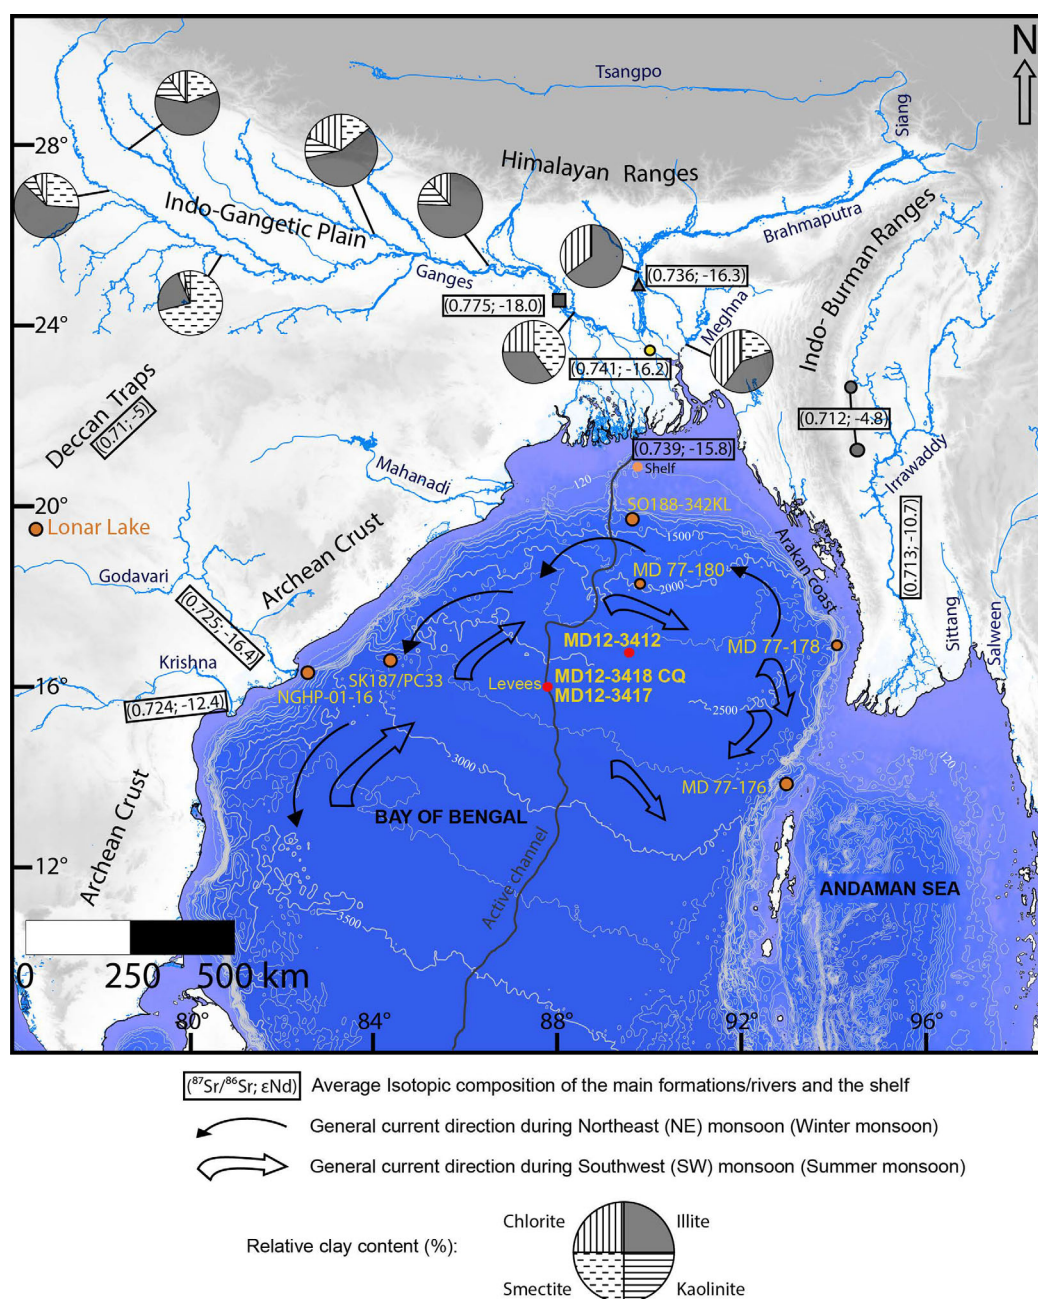 N
Tsangpo
Siang
28°
Himalayan Ranges
Indo-Gangetic Plain
Brahmaputra
Indo-Burman Ranges
Ganges
(0.736; -16.3)
(0.775; -18.0)
Meghna
24°
(0.741; -16.2)
Deccan Traps
(0.71; -5)
(0.712; -4.8)
(0.739; -15.8)
Shelf
Mahanadi
Irrawaddy
120
20°
SO188-342KL
Lonar Lake
1500
Archean Crust
Arakan coast
(0.713; -10.7)
Godavari
MD 77-180
2000
(0.725; -16.4)
MD12-3412
MD 77-178
Sittang
Salween
Krishna
SK187/PC33
Levees
MD12-3418 CQ
MD12-3417
16°
NGHP-01-16
(0.724; -12.4)
2500
3000
MD 77-176
120
BAY OF BENGAL
Archean Crust
12°
Active channel
ANDAMAN SEA
3500
0
250
500 km
80°
84°
88°
92°
96°
(⁸⁷Sr/⁸⁶Sr; εNd)
Average Isotopic composition of the main formations/rivers and the shelf
General current direction during Northeast (NE) monsoon (Winter monsoon)
General current direction during Southwest (SW) monsoon (Summer monsoon)
Relative clay content (%):
Chlorite
Illite
Smectite
Kaolinite